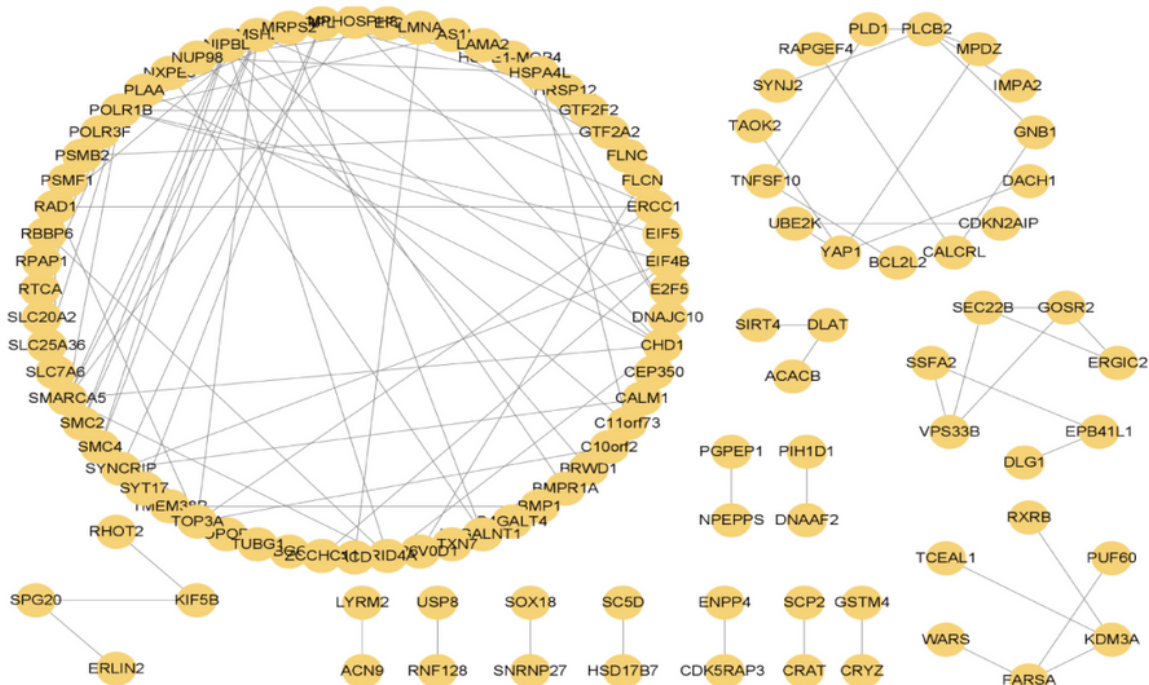 MRPS2
LMNA
LAMA2
NIPBL
NUP98
HSPA4L
PLAA
POLR1B
GTF2F2
POLR3F
GTF2A2
PSMB2
FLNC
PSMF1
FLCN
RAD1
ERCC1
RBBP6
EIF5
RPAP1
EIF4B
RTCA
E2F5
SLC20A2
DNAJC10
SLC25A36
CHD1
SLC7A6
CEP350
SMARCA5
CALM1
SMC2
C11orf73
SMC4
C10orf2
SYNCRIP
BRWD1
SYT17
BMPR1A
BMP1
TOP3A
TUBG1
RHOT2
SPG20
KIF5B
ERLIN2
PLD1
PLCB2
RAPGEF4
MPDZ
SYNJ2
IMPA2
TAOK2
GNB1
TNFSF10
DACH1
UBE2K
CDKN2AIP
YAP1
BCL2L2
CALCRL
SIRT4
DLAT
ACACB
SEC22B
GOSR2
SSFA2
ERGIC2
VPS33B
EPB41L1
DLG1
PGPEP1
PIH1D1
NPEPPS
DNAAF2
RXRB
TCEAL1
PUF60
WARS
KDM3A
FARSA
LYRM2
USP8
SOX18
SC5D
ENPP4
SCP2
GSTM4
ACN9
RNF128
SNRNP27
HSD17B7
CDK5RAP3
CRAT
CRYZ